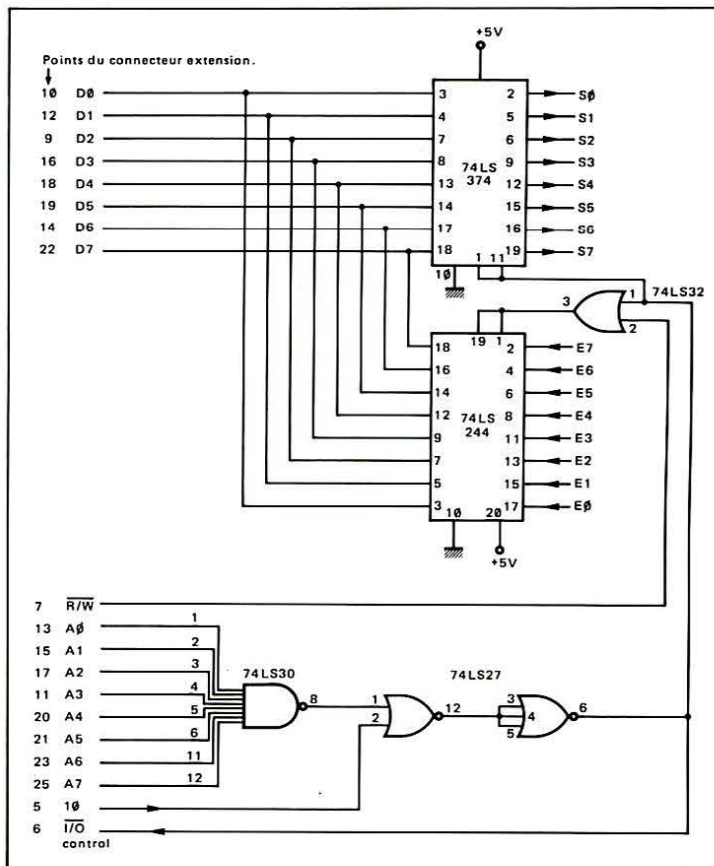 +5V
Points du connecteur extension.
10 D0 3 2 SØ
12 D1 4 5 S1
9 D2 7 6 S2
16 D3 8 9 S3
74LS
374
18 D4 13 12 S4
19 D5 14 15 S5
14 D6 17 16 S6
22 D7 18 1 11 19 S7
1Ø
3 1 74LS32
2
19 1
18 2 E7
16 4 E6
14 6 E5
12 74LS 8 E4
244
9 11 E3
7 13 E2
5 15 E1
3 10 20 17 EØ
+5V
7 R/W
13 AØ 1
15 A1 2
17 A2 3 74LS30 74LS27
11 A3 4 8 1 3
20 A4 5 2 12 4 6
21 A5 6 5
23 A6 11
25 A7 12
5 1Ø
6 I/O
control